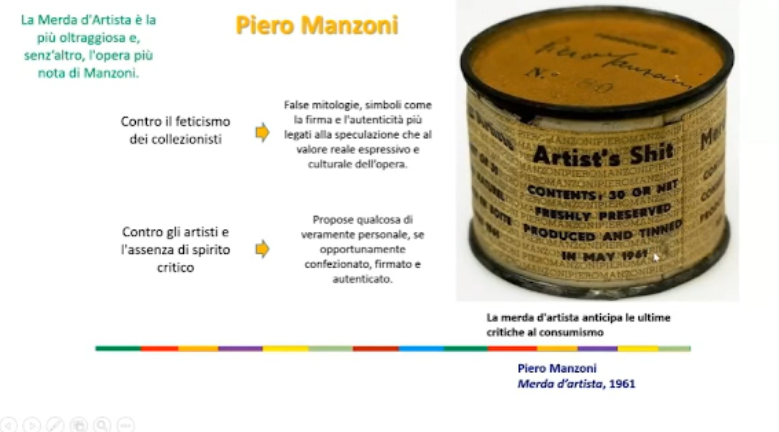 La Merda d'Artista è la
più oltraggiosa e,
senz'altro, l'opera più
nota di Manzoni.
Piero Manzoni
Contro il feticismo
dei collezionisti
False mitologie, simboli come
la firma e l'autenticità più
legati alla speculazione che al
valore reale espressivo e
culturale dell'opera.
Contro gli artisti e
l'assenza di spirito
critico
Propose qualcosa di
veramente personale, se
opportunamente
confezionato, firmato e
autenticato.
Piero Manzoni
N.
Artist's Shit
CONTENTS: 30 GR NET
FRESHLY PRESERVED
PRODUCED AND TINNED
IN MAY 1961
La merda d'artista anticipa le ultime
critiche al consumismo
Piero Manzoni
Merda d'artista, 1961